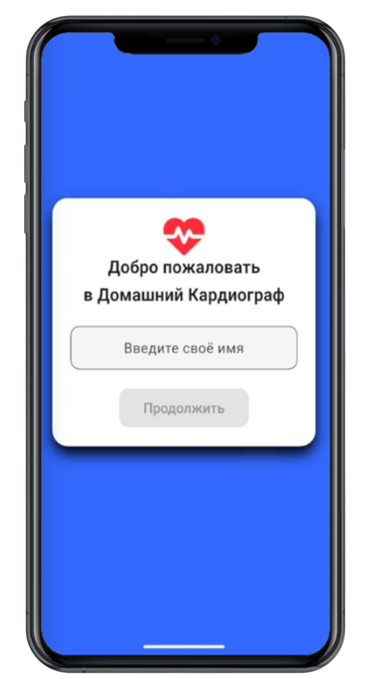 Добро пожаловать
в Домашний Кардиограф
Введите своё имя
Продолжить